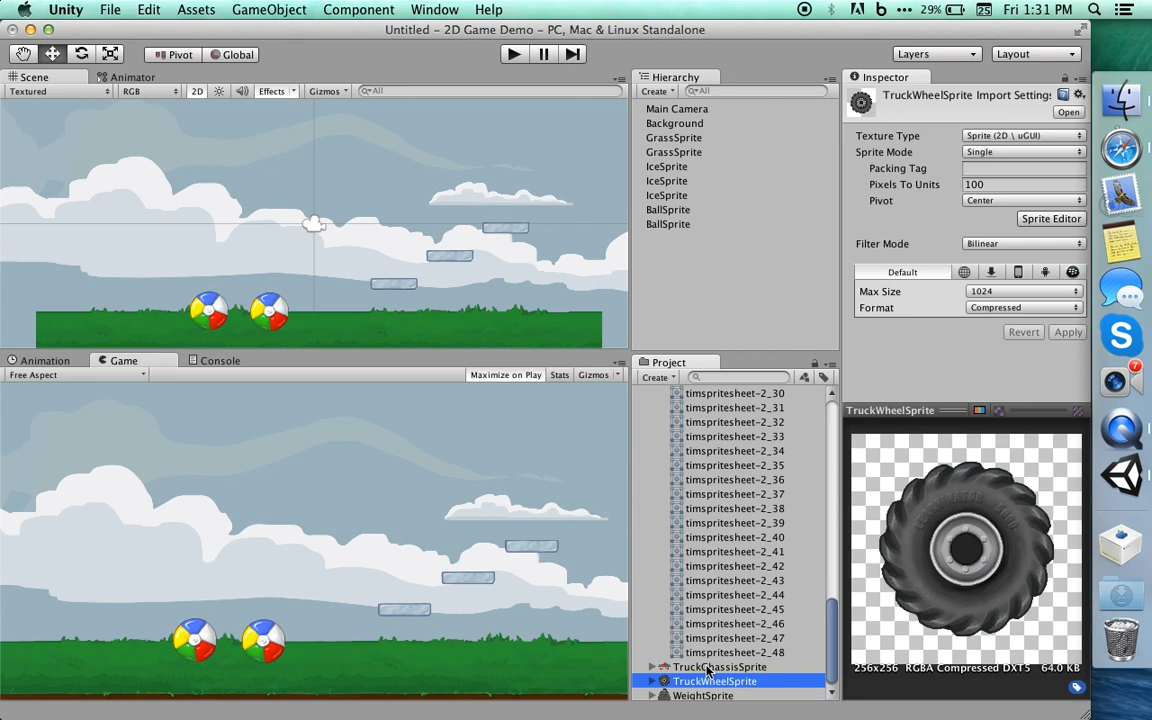 Unity File Edit Assets GameObject Component Window Help 29% 25 Fri 1:31 PM
Untitled - 2D Game Demo - PC, Mac & Linux Standalone
Pivot Global Layers Layout
Scene Animator
Textured RGB 2D Effects Gizmos All
Hierarchy
Create All
Main Camera
Background
GrassSprite
GrassSprite
IceSprite
IceSprite
IceSprite
BallSprite
BallSprite
Inspector
TruckWheelSprite Import Settings
Open
Texture Type Sprite (2D \ uGUI)
Sprite Mode Single
Packing Tag
Pixels To Units 100
Pivot Center
Sprite Editor
Filter Mode Bilinear
Default
Max Size 1024
Format Compressed
Revert Apply
Animation Game Console
Free Aspect Maximize on Play Stats Gizmos
Project
Create
timspritesheet-2_30
timspritesheet-2_31
timspritesheet-2_32
timspritesheet-2_33
timspritesheet-2_34
timspritesheet-2_35
timspritesheet-2_36
timspritesheet-2_37
timspritesheet-2_38
timspritesheet-2_39
timspritesheet-2_40
timspritesheet-2_41
timspritesheet-2_42
timspritesheet-2_43
timspritesheet-2_44
timspritesheet-2_45
timspritesheet-2_46
timspritesheet-2_47
timspritesheet-2_48
TruckChassisSprite
TruckWheelSprite
WeightSprite
TruckWheelSprite
256x256 RGBA Compressed DXT5 64.0 KB
7